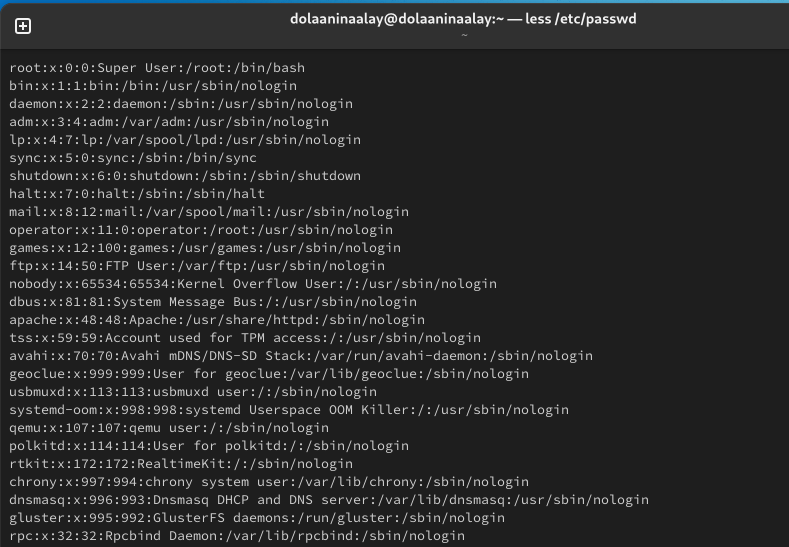 dolaaninaalay@dolaaninaalay:~ — less /etc/passwd
~
root:x:0:0:Super User:/root:/bin/bash
bin:x:1:1:bin:/bin:/usr/sbin/nologin
daemon:x:2:2:daemon:/sbin:/usr/sbin/nologin
adm:x:3:4:adm:/var/adm:/usr/sbin/nologin
lp:x:4:7:lp:/var/spool/lpd:/usr/sbin/nologin
sync:x:5:0:sync:/sbin:/bin/sync
shutdown:x:6:0:shutdown:/sbin:/sbin/shutdown
halt:x:7:0:halt:/sbin:/sbin/halt
mail:x:8:12:mail:/var/spool/mail:/usr/sbin/nologin
operator:x:11:0:operator:/root:/usr/sbin/nologin
games:x:12:100:games:/usr/games:/usr/sbin/nologin
ftp:x:14:50:FTP User:/var/ftp:/usr/sbin/nologin
nobody:x:65534:65534:Kernel Overflow User:/:/usr/sbin/nologin
dbus:x:81:81:System Message Bus:/:/usr/sbin/nologin
apache:x:48:48:Apache:/usr/share/httpd:/sbin/nologin
tss:x:59:59:Account used for TPM access:/:/usr/sbin/nologin
avahi:x:70:70:Avahi mDNS/DNS-SD Stack:/var/run/avahi-daemon:/sbin/nologin
geoclue:x:999:999:User for geoclue:/var/lib/geoclue:/sbin/nologin
usbmuxd:x:113:113:usbmuxd user:/:/sbin/nologin
systemd-oom:x:998:998:systemd Userspace OOM Killer:/:/usr/sbin/nologin
qemu:x:107:107:qemu user:/:/sbin/nologin
polkitd:x:114:114:User for polkitd:/:/sbin/nologin
rtkit:x:172:172:RealtimeKit:/:/sbin/nologin
chrony:x:997:994:chrony system user:/var/lib/chrony:/sbin/nologin
dnsmasq:x:996:993:Dnsmasq DHCP and DNS server:/var/lib/dnsmasq:/usr/sbin/nologin
gluster:x:995:992:GlusterFS daemons:/run/gluster:/sbin/nologin
rpc:x:32:32:Rpcbind Daemon:/var/lib/rpcbind:/sbin/nologin